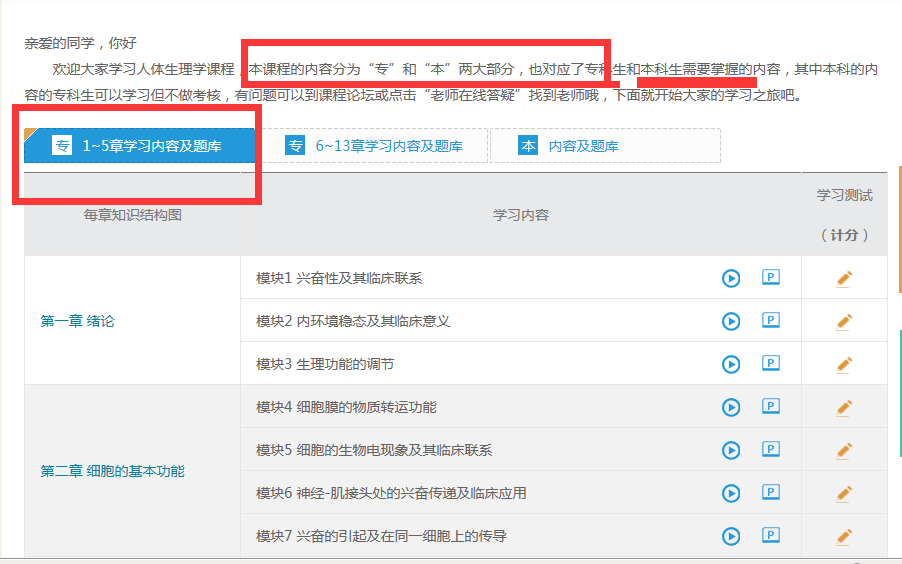 亲爱的同学，你好
欢迎大家学习人体生理学课程，本课程的内容分为“专”和“本”两大部分，也对应了专科生和本科生需要掌握的内容，其中本科的内
容的专科生可以学习但不做考核，有问题可以到课程论坛或点击“老师在线答疑”找到老师哦，下面就开始大家的学习之旅吧。
专 1~5章学习内容及题库 专 6~13章学习内容及题库 本 内容及题库
每章知识结构图 学习内容 学习测试
（计分）
第一章 绪论
模块1 兴奋性及其临床联系 P
模块2 内环境稳态及其临床意义 P
模块3 生理功能的调节 P
第二章 细胞的基本功能
模块4 细胞膜的物质转运功能 P
模块5 细胞的生物电现象及其临床联系 P
模块6 神经-肌接头处的兴奋传递及临床应用 P
模块7 兴奋的引起及在同一细胞上的传导 P